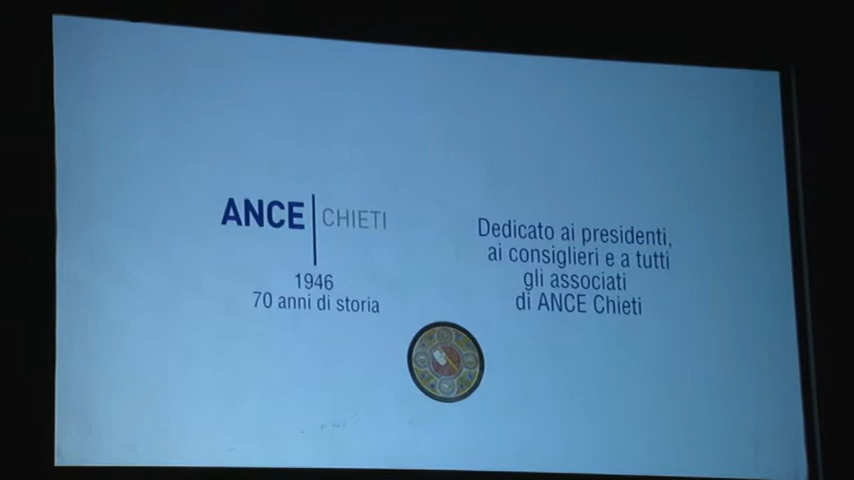 ANCE CHIETI
1946
70 anni di storia
Dedicato ai presidenti,
ai consiglieri e a tutti
gli associati
di ANCE Chieti